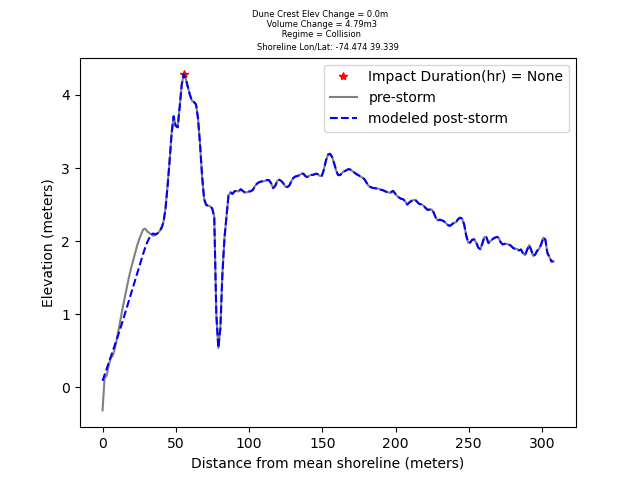 Dune Crest Elev Change = 0.0m
Volume Change = 4.79m3
Regime = Collision
Shoreline Lon/Lat: -74.474 39.339
Impact Duration(hr) = None
pre-storm
modeled post-storm
Elevation (meters)
4
3
2
1
0
0 50 100 150 200 250 300
Distance from mean shoreline (meters)